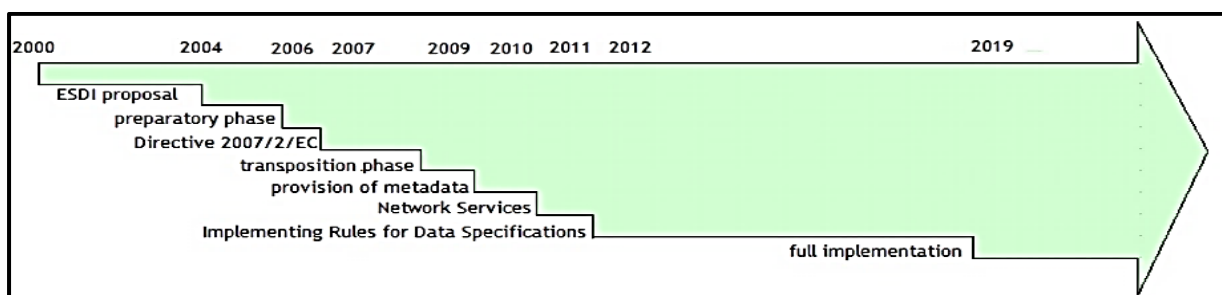 2000 2004 2006 2007 2009 2010 2011 2012 2019
ESDI proposal
preparatory phase
Directive 2007/2/EC
transposition phase
provision of metadata
Network Services
Implementing Rules for Data Specifications
full implementation